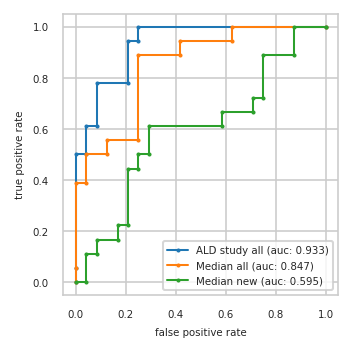 1.0
0.8
0.6
0.4
0.2
0.0
true positive rate
ALD study all (auc: 0.933)
Median all (auc: 0.847)
Median new (auc: 0.595)
0.0 0.2 0.4 0.6 0.8 1.0
false positive rate